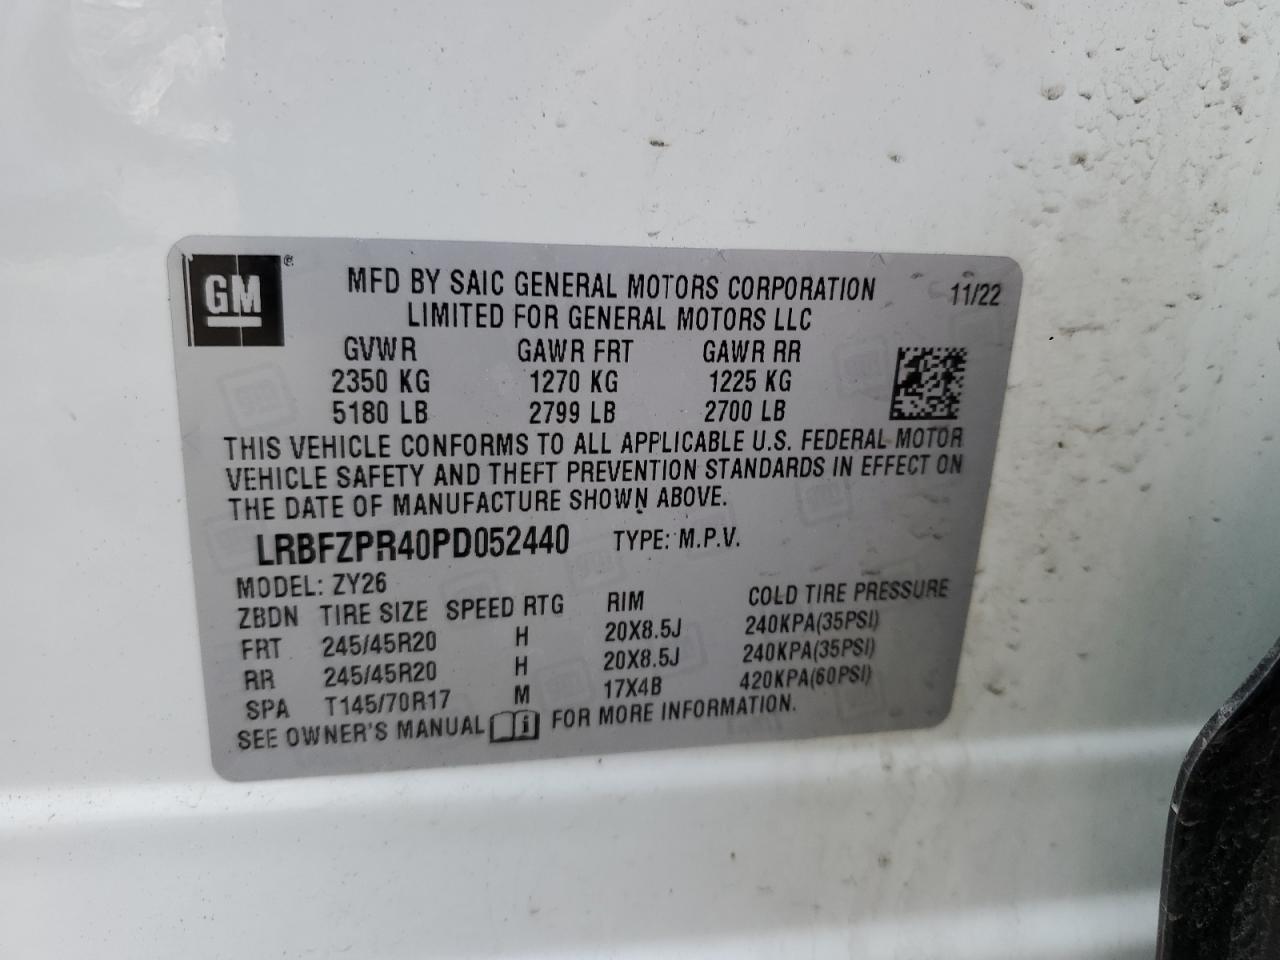 GM
MFD BY SAIC GENERAL MOTORS CORPORATION 11/22
LIMITED FOR GENERAL MOTORS LLC
GVWR GAWR FRT GAWR RR
2350 KG 1270 KG 1225 KG
5180 LB 2799 LB 2700 LB
THIS VEHICLE CONFORMS TO ALL APPLICABLE U.S. FEDERAL MOTOR
VEHICLE SAFETY AND THEFT PREVENTION STANDARDS IN EFFECT ON
THE DATE OF MANUFACTURE SHOWN ABOVE.
LRBFZPR40PD052440 TYPE: M.P.V.
MODEL: ZY26
ZBDN TIRE SIZE SPEED RTG RIM COLD TIRE PRESSURE
FRT 245/45R20 H 20X8.5J 240KPA(35PSI)
RR 245/45R20 H 20X8.5J 240KPA(35PSI)
SPA T145/70R17 M 17X4B 420KPA(60PSI)
SEE OWNER'S MANUAL i FOR MORE INFORMATION.